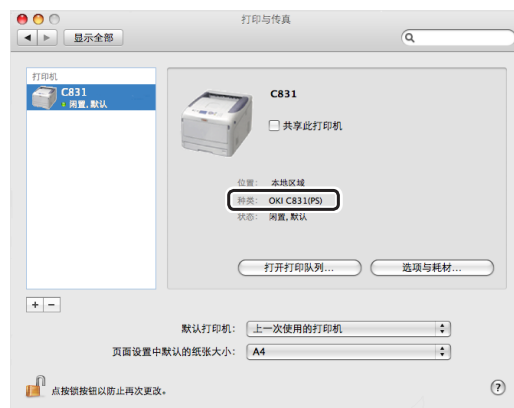 打印与传真
显示全部
打印机
C831
闲置, 默认
C831
共享此打印机
位置: 本地区域
种类: OKI C831(PS)
状态: 闲置, 默认
打开打印队列...
选项与耗材...
+ −
默认打印机: 上一次使用的打印机
页面设置中默认的纸张大小: A4
点按锁按钮以防止再次更改。
?